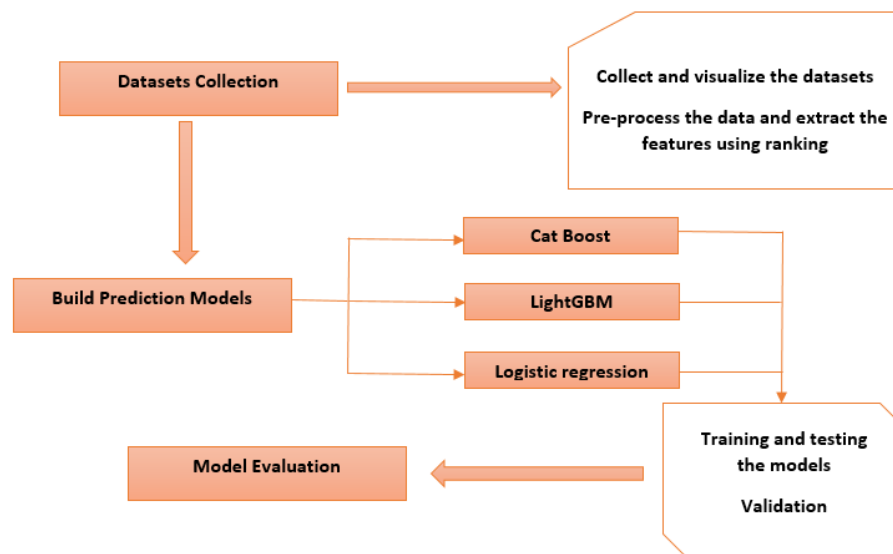 Datasets Collection
Collect and visualize the datasets
Pre-process the data and extract the
features using ranking
Cat Boost
Build Prediction Models
LightGBM
Logistic regression
Training and testing
the models
Validation
Model Evaluation